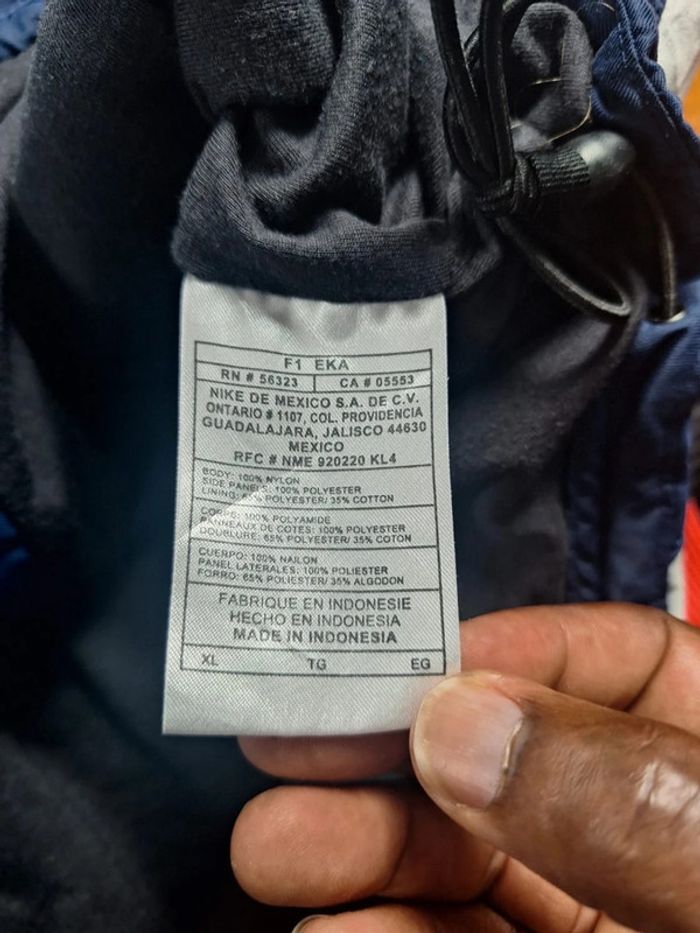 F1 EKA
RN # 56323 CA # 05553
NIKE DE MEXICO S.A. DE C.V.
ONTARIO # 1107, COL. PROVIDENCIA
GUADALAJARA, JALISCO 44630
MEXICO
RFC # NME 920220 KL4
BODY: 100% NYLON
SIDE PANELS: 100% POLYESTER
LINING: 65% POLYESTER/ 35% COTTON
CORPS: 100% POLYAMIDE
PANNEAUX DE COTES: 100% POLYESTER
DOUBLURE: 65% POLYESTER/ 35% COTON
CUERPO: 100% NAILON
PANEL LATERALES: 100% POLIESTER
FORRO: 65% POLIESTER/ 35% ALGODON
FABRIQUE EN INDONESIE
HECHO EN INDONESIA
MADE IN INDONESIA
XL TG EG